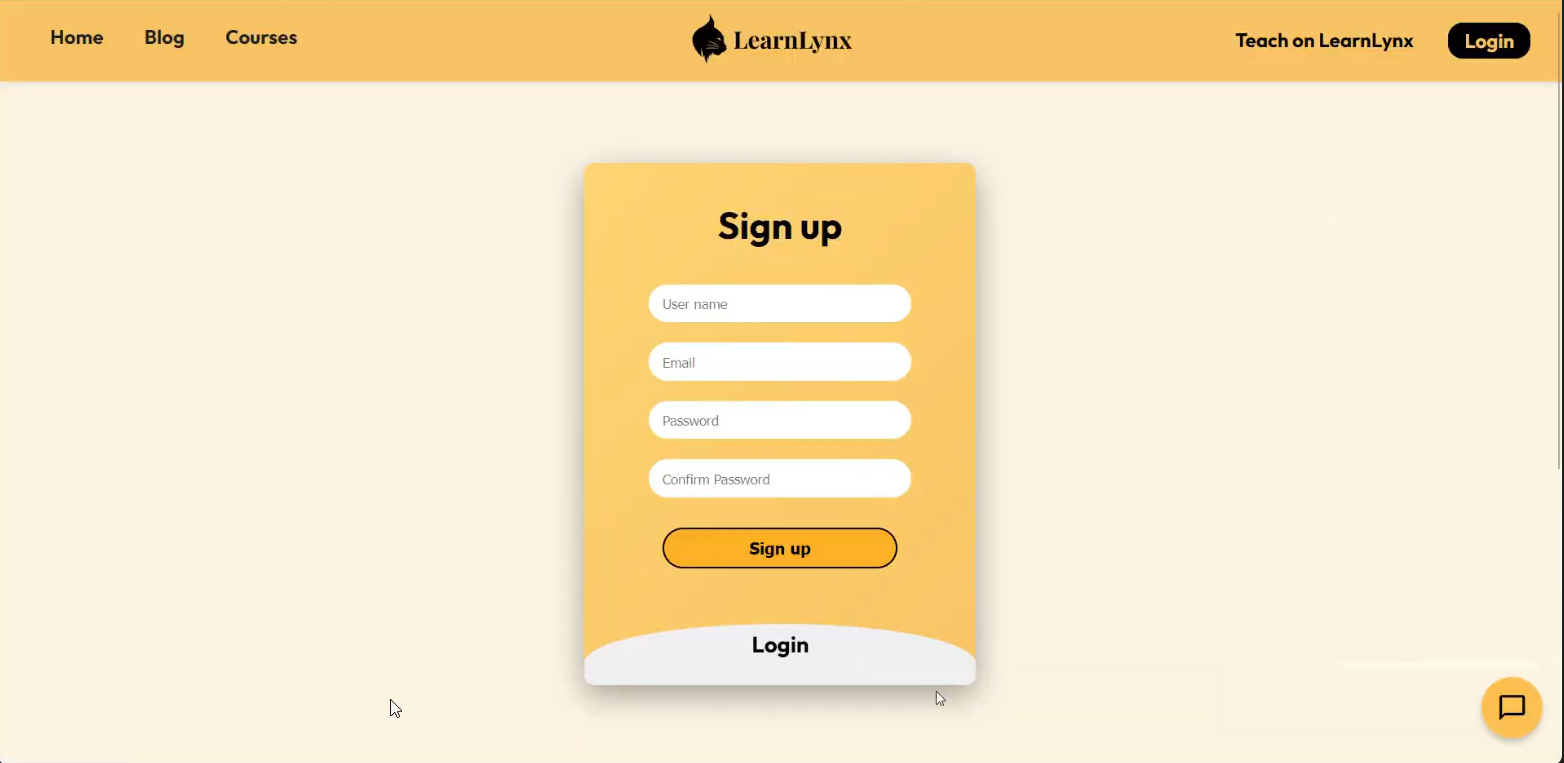 Home Blog Courses LearnLynx Teach on LearnLynx Login
Sign up
User name
Email
Password
Confirm Password
Sign up
Login